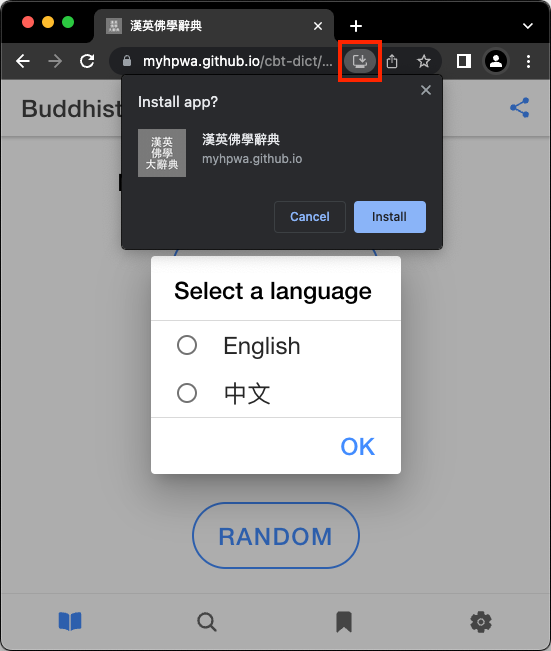 漢英佛學辭典
myhpwa.github.io/cbt-dict/...
Buddhist
Install app?
漢英
佛學
大辭典
漢英佛學辭典
myhpwa.github.io
Cancel
Install
Select a language
English
中文
OK
RANDOM